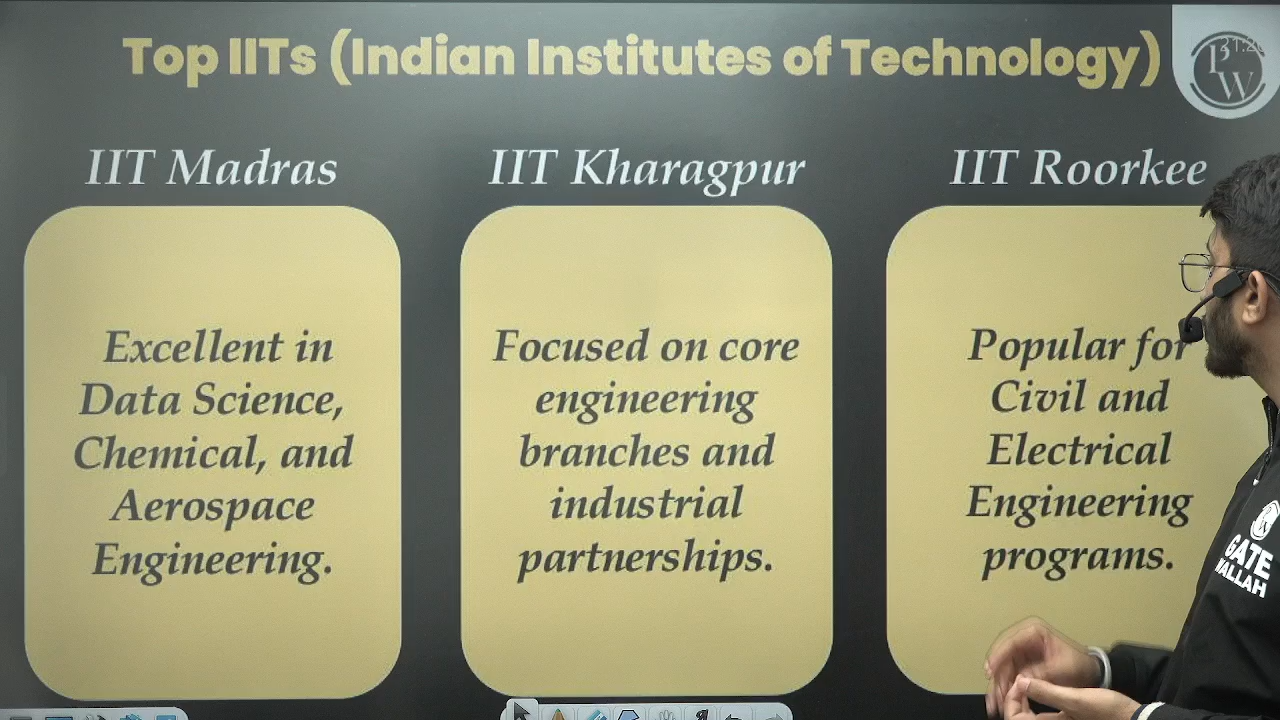 Top IITs (Indian Institutes of Technology)
PW
IIT Madras
IIT Kharagpur
IIT Roorkee
Excellent in
Data Science,
Chemical, and
Aerospace
Engineering.
Focused on core
engineering
branches and
industrial
partnerships.
Popular for
Civil and
Electrical
Engineering
programs.
GATE
WALLAH